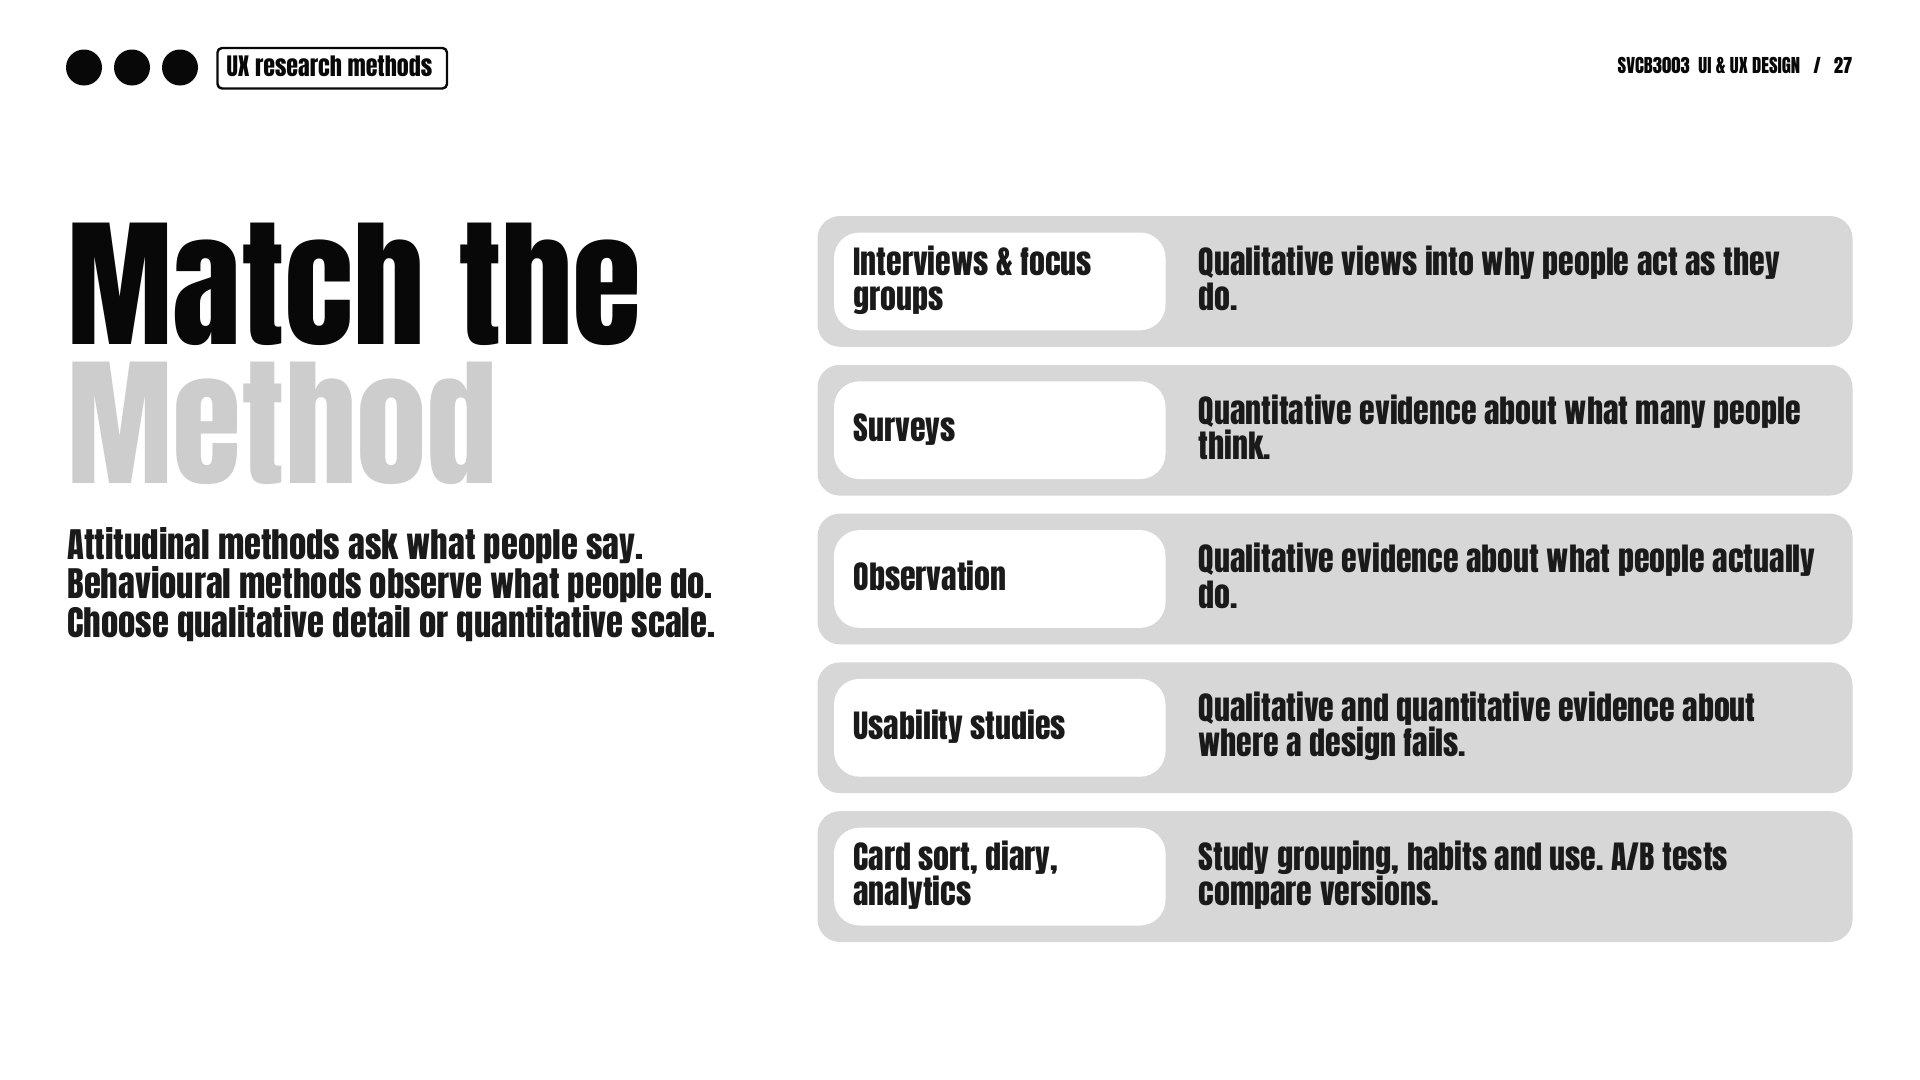 UX research methods
SVCB3003 UI & UX DESIGN / 27
Match the
Method
Attitudinal methods ask what people say.
Behavioural methods observe what people do.
Choose qualitative detail or quantitative scale.
Interviews & focus
groups
Qualitative views into why people act as they
do.
Surveys
Quantitative evidence about what many people
think.
Observation
Qualitative evidence about what people actually
do.
Usability studies
Qualitative and quantitative evidence about
where a design fails.
Card sort, diary,
analytics
Study grouping, habits and use. A/B tests
compare versions.